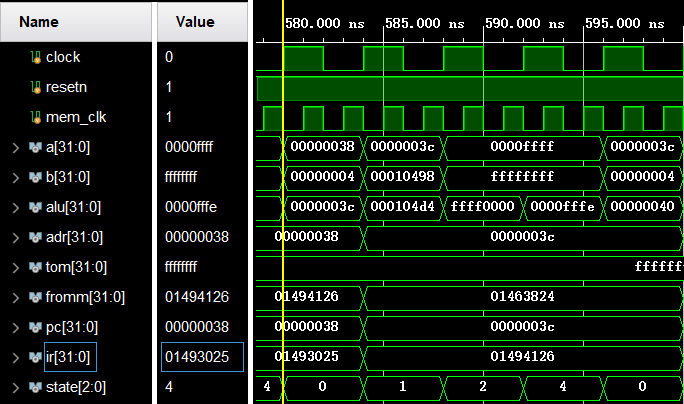 Name Value 580.000 ns 585.000 ns 590.000 ns 595.000 ns
clock 0
resetn 1
mem_clk 1
a[31:0] 0000ffff 00000038 0000003c 0000ffff 0000003c
b[31:0] ffffffff 00000004 00010498 ffffffff 00000004
alu[31:0] 0000fffe 0000003c 000104d4 ffff0000 0000fffe 00000040
adr[31:0] 00000038 00000038 0000003c
tom[31:0] ffffffff ffffff
fromm[31:0] 01494126 01494126 01463824
pc[31:0] 00000038 00000038 0000003c
ir[31:0] 01493025 01493025 01494126
state[2:0] 4 4 0 1 2 4 0